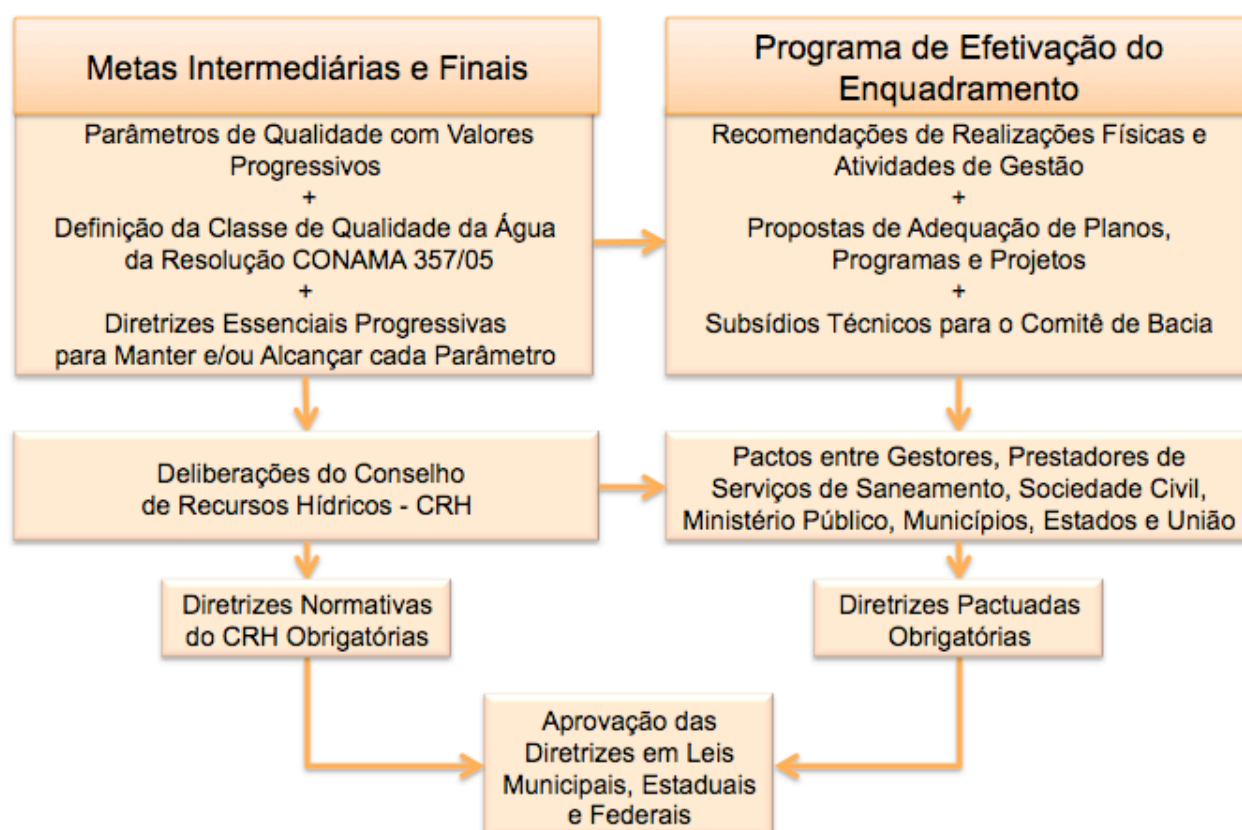 Metas Intermediárias e Finais
Parâmetros de Qualidade com Valores
Progressivos
+
Definição da Classe de Qualidade da Água
da Resolução CONAMA 357/05
+
Diretrizes Essenciais Progressivas
para Manter e/ou Alcançar cada Parâmetro
Programa de Efetivação do
Enquadramento
Recomendações de Realizações Físicas e
Atividades de Gestão
+
Propostas de Adequação de Planos,
Programas e Projetos
+
Subsídios Técnicos para o Comitê de Bacia
Deliberações do Conselho
de Recursos Hídricos - CRH
Pactos entre Gestores, Prestadores de
Serviços de Saneamento, Sociedade Civil,
Ministério Público, Municípios, Estados e União
Diretrizes Normativas
do CRH Obrigatórias
Diretrizes Pactuadas
Obrigatórias
Aprovação das
Diretrizes em Leis
Municipais, Estaduais
e Federais